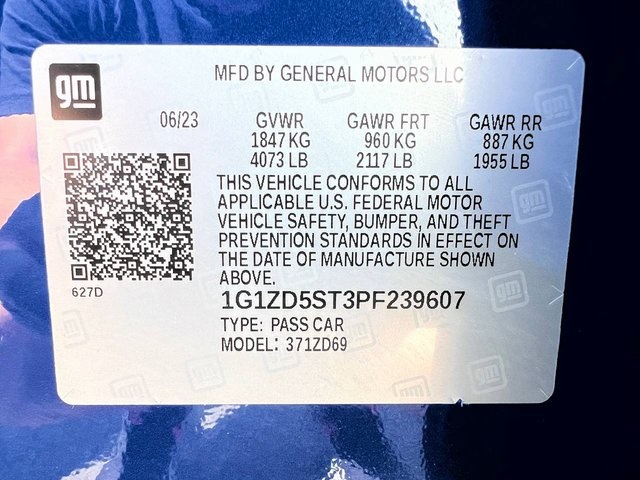 gm
MFD BY GENERAL MOTORS LLC
06/23 GVWR GAWR FRT GAWR RR
1847 KG 960 KG 887 KG
4073 LB 2117 LB 1955 LB
THIS VEHICLE CONFORMS TO ALL
APPLICABLE U.S. FEDERAL MOTOR
VEHICLE SAFETY, BUMPER, AND THEFT
PREVENTION STANDARDS IN EFFECT ON
THE DATE OF MANUFACTURE SHOWN
ABOVE.
627D
1G1ZD5ST3PF239607
TYPE: PASS CAR
MODEL: 371ZD69